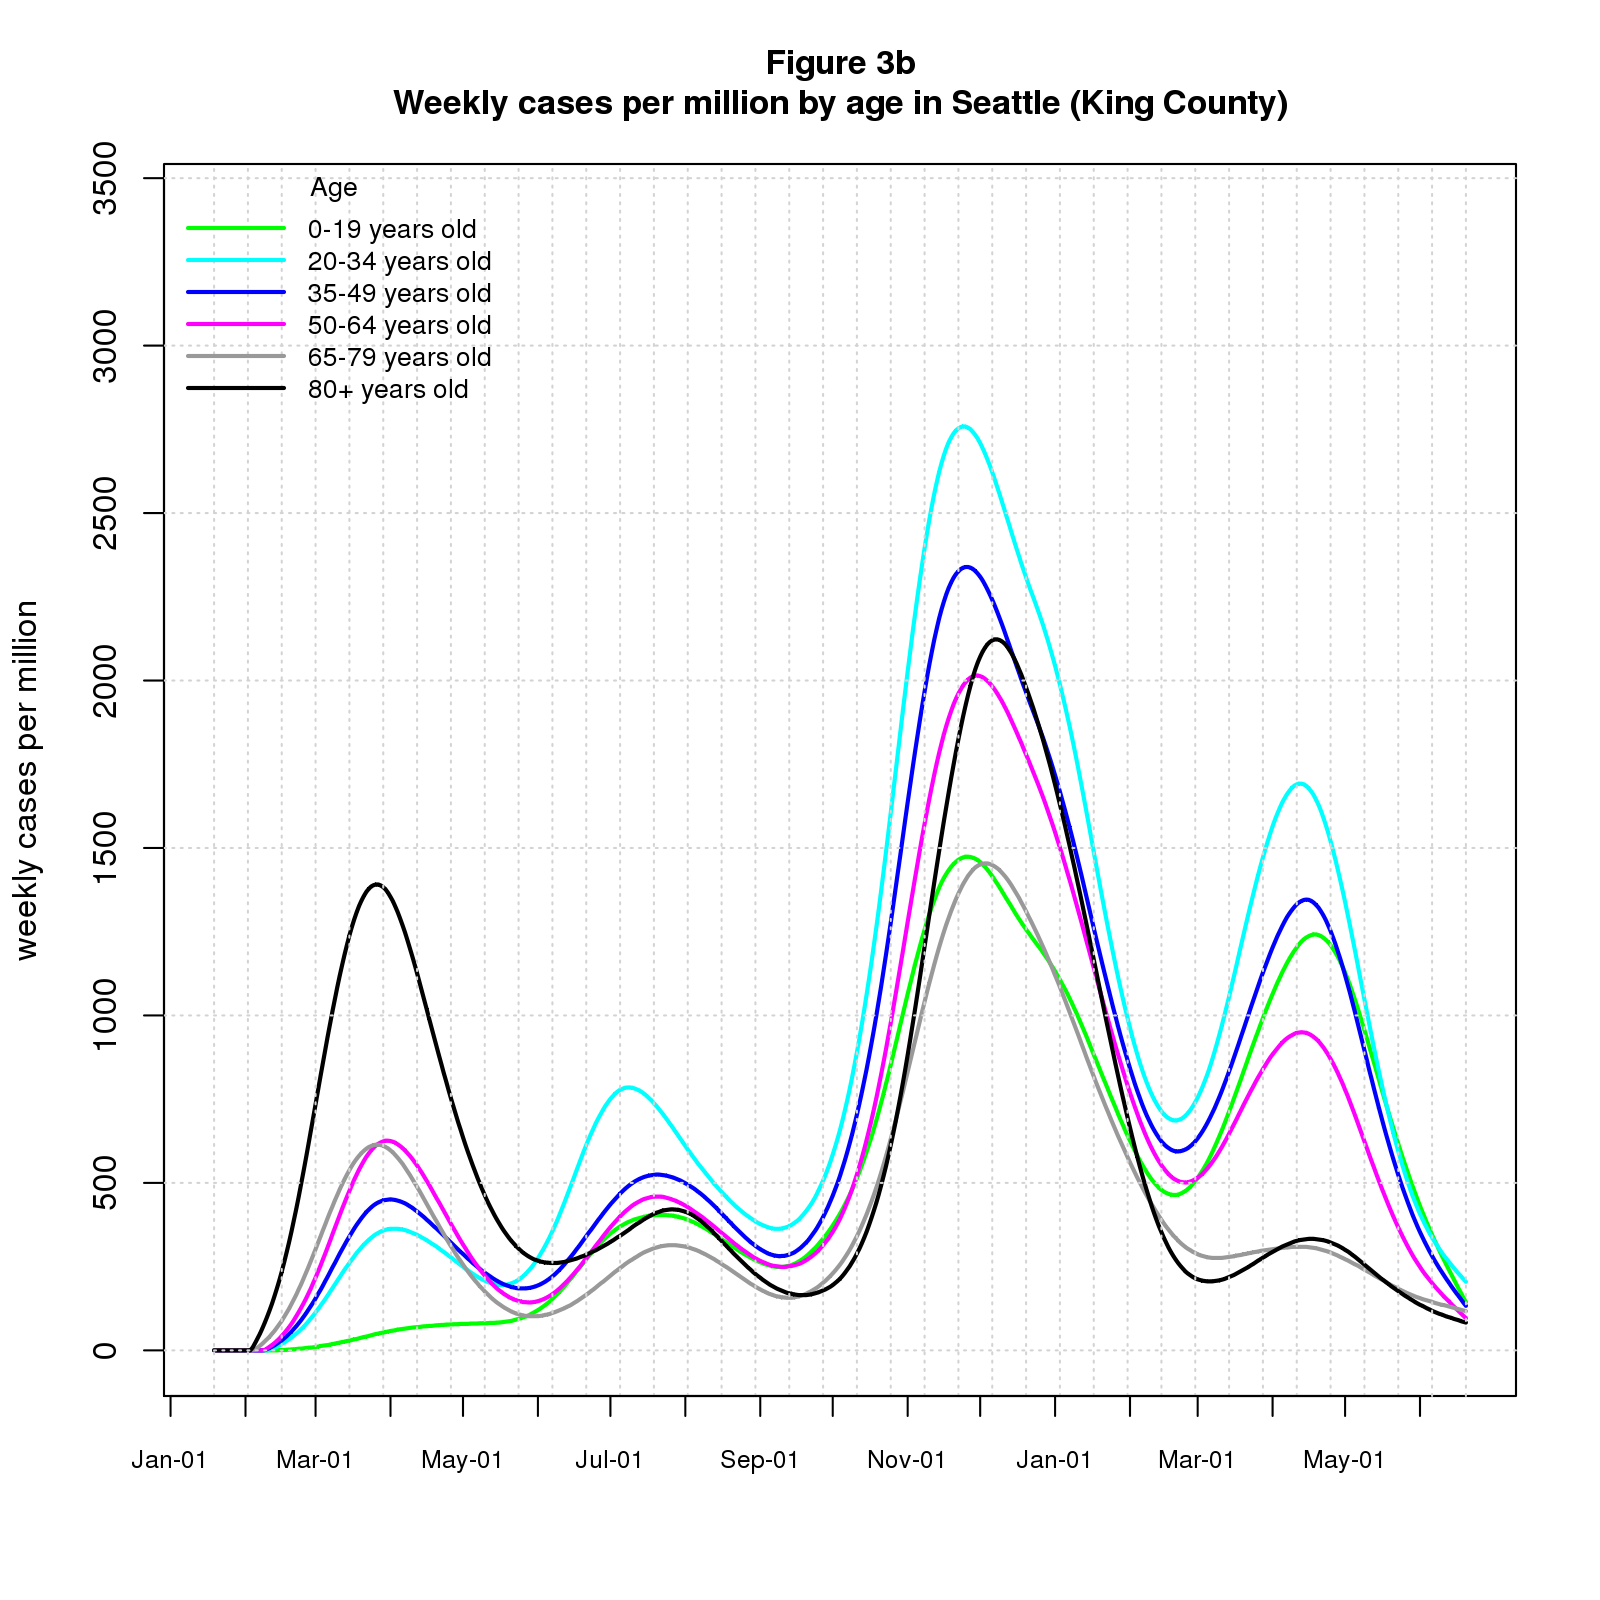 Figure 3b
Weekly cases per million by age in Seattle (King County)
Age
0-19 years old
20-34 years old
35-49 years old
50-64 years old
65-79 years old
80+ years old
weekly cases per million
3500
3000
2500
2000
1500
1000
500
0
Jan-01 Mar-01 May-01 Jul-01 Sep-01 Nov-01 Jan-01 Mar-01 May-01